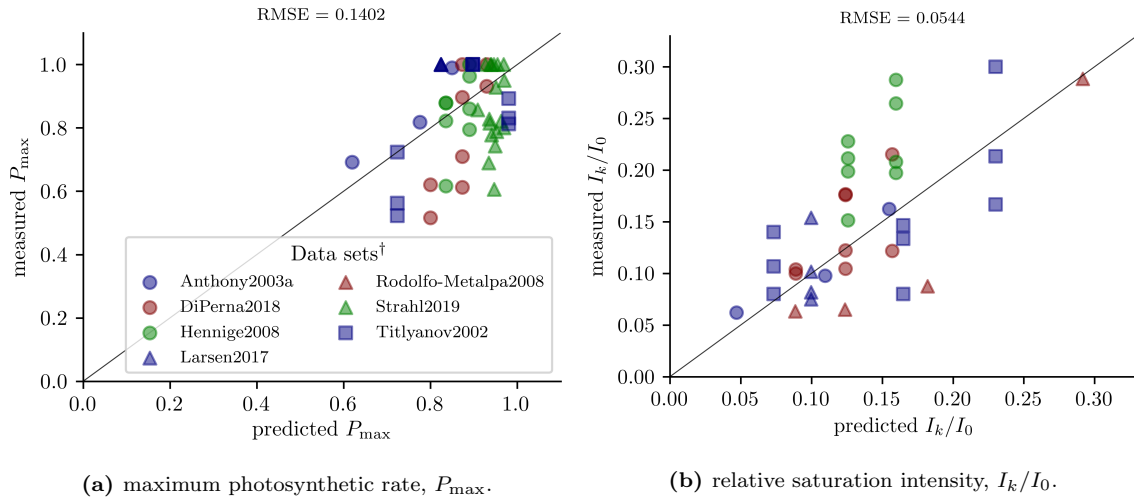 RMSE = 0.1402
1.0
0.8
0.6
0.4
0.2
0.0
measured P_max
Data sets†
Anthony2003a
DiPerna2018
Hennige2008
Larsen2017
Rodolfo-Metalpa2008
Strahl2019
Titlyanov2002
0.0 0.2 0.4 0.6 0.8 1.0
predicted P_max
(a) maximum photosynthetic rate, P_max.
RMSE = 0.0544
0.30
0.25
0.20
0.15
0.10
0.05
0.00
measured I_k/I_0
0.00 0.05 0.10 0.15 0.20 0.25 0.30
predicted I_k/I_0
(b) relative saturation intensity, I_k/I_0.